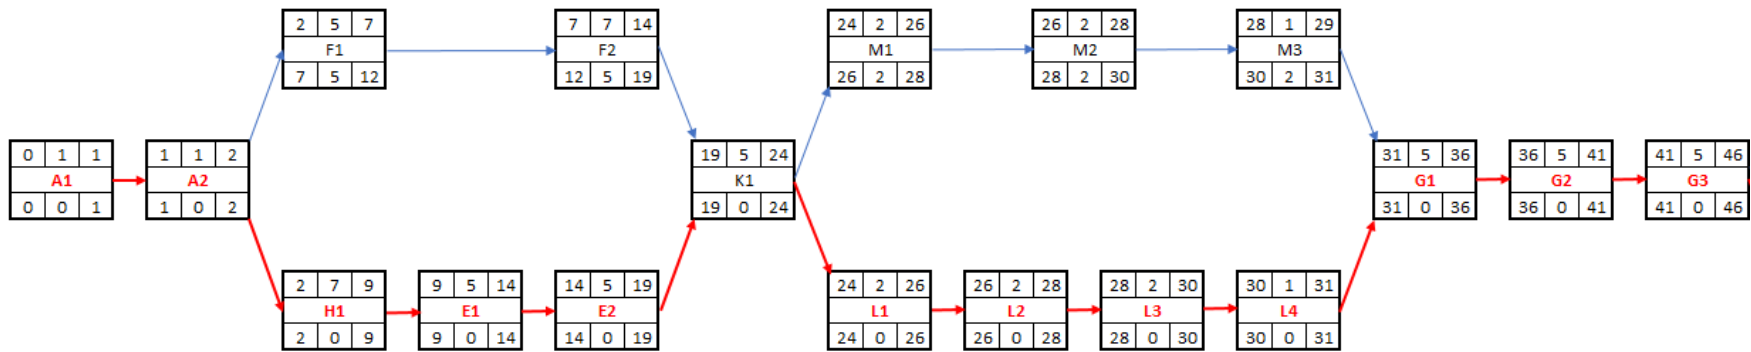 2 5 7
F1
7 5 12
7 7 14
F2
12 5 19
24 2 26
M1
26 2 28
26 2 28
M2
28 2 30
28 1 29
M3
30 2 31
0 1 1
A1
0 0 1
1 1 2
A2
1 0 2
19 5 24
K1
19 0 24
31 5 36
G1
31 0 36
36 5 41
G2
36 0 41
41 5 46
G3
41 0 46
2 7 9
H1
2 0 9
9 5 14
E1
9 0 14
14 5 19
E2
14 0 19
24 2 26
L1
24 0 26
26 2 28
L2
26 0 28
28 2 30
L3
28 0 30
30 1 31
L4
30 0 31